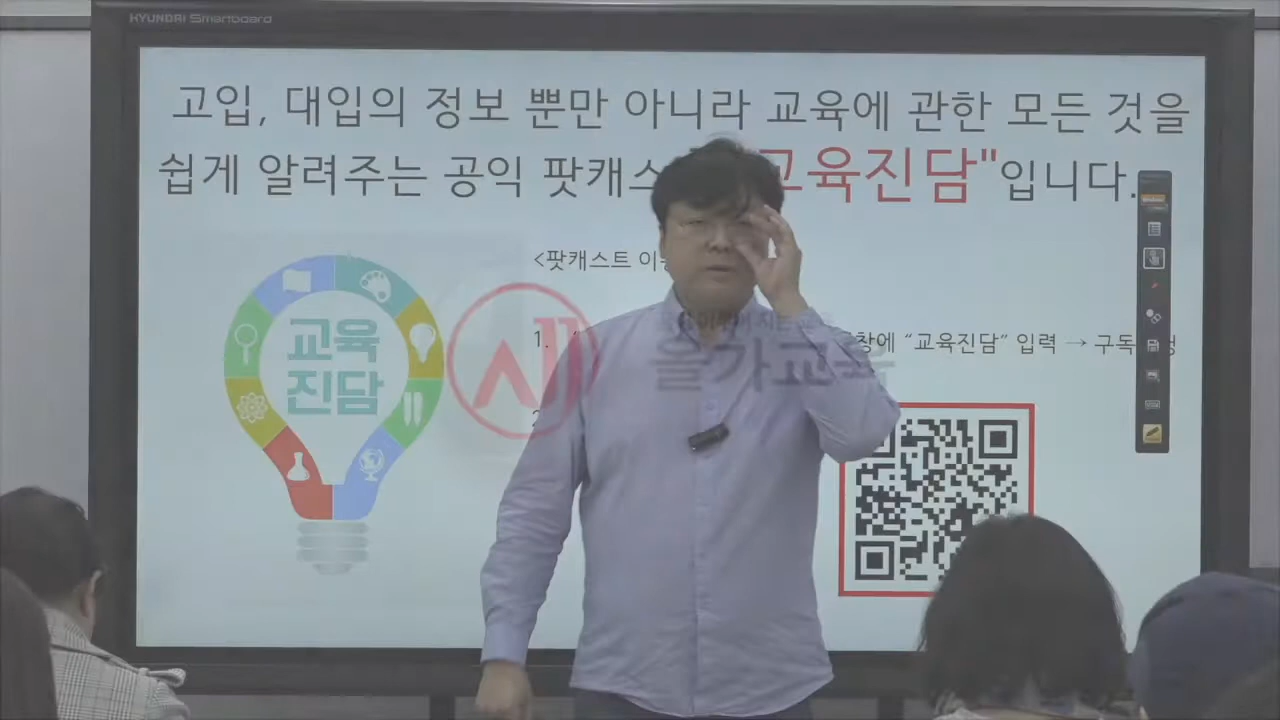 HYUNDAI Smartboard
고입, 대입의 정보 뿐만 아니라 교육에 관한 모든 것을
쉽게 알려주는 공익 팟캐스 교육진담"입니다.
<팟캐스트
1. 창에 "교육진담" 입력 → 구독
교육
진담
을가교육